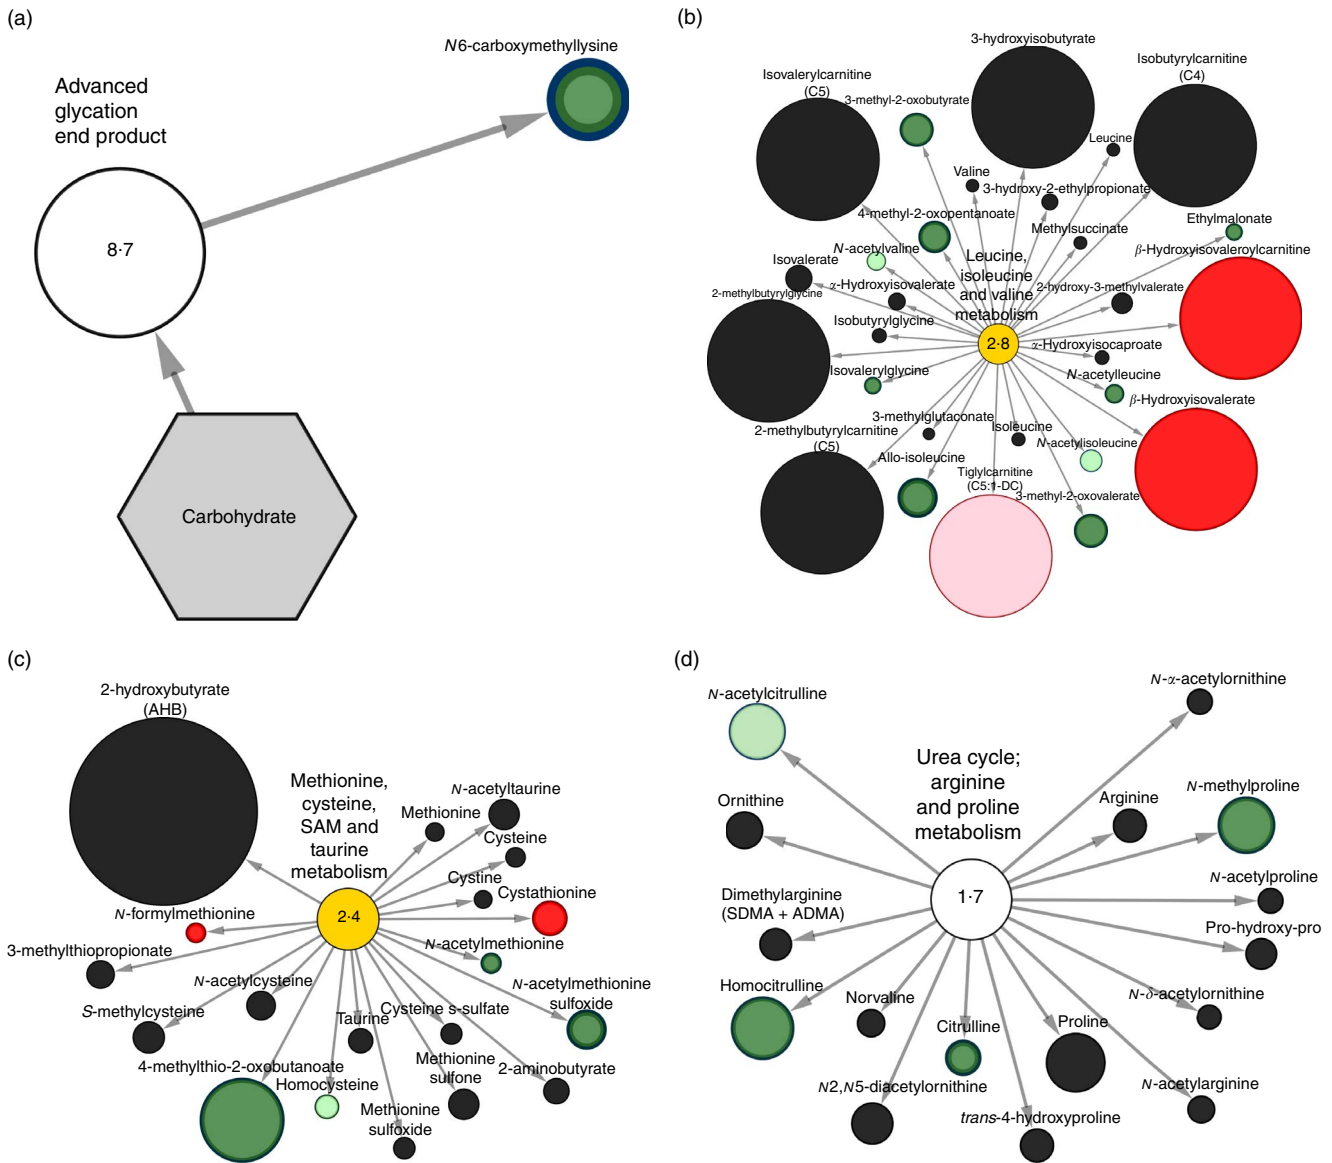 (a)
N6-carboxymethyllysine
Advanced
glycation
end product
8·7
Carbohydrate
(b)
3-hydroxyisobutyrate
Isovalerylcarnitine
(C5)
Isobutyrylcarnitine
(C4)
3-methyl-2-oxobutyrate
Leucine
Valine
3-hydroxy-2-ethylpropionate
4-methyl-2-oxopentanoate
Ethylmalonate
Methylsuccinate
N-acetylvaline
β-Hydroxyisovaleroylcarnitine
Leucine,
isoleucine
and valine
metabolism
Isovalerate
α-Hydroxyisovalerate
2-hydroxy-3-methylvalerate
2-methylbutyrylglycine
Isobutyrylglycine
2·8
α-Hydroxyisocaproate
Isovalerylglycine
N-acetylleucine
β-Hydroxyisovalerate
3-methylglutaconate
Isoleucine
2-methylbutyrylcarnitine
(C5)
N-acetylisoleucine
Allo-isoleucine
Tiglylcarnitine
(C5:1-DC)
3-methyl-2-oxovalerate
(c)
2-hydroxybutyrate
(AHB)
Methionine,
cysteine,
SAM and
taurine
metabolism
N-acetyltaurine
Methionine
Cysteine
Cystine
Cystathionine
2·4
N-formylmethionine
3-methylthiopropionate
N-acetylmethionine
N-acetylcysteine
N-acetylmethionine
sulfoxide
S-methylcysteine
Taurine
Cysteine s-sulfate
4-methylthio-2-oxobutanoate
Homocysteine
Methionine
sulfone
2-aminobutyrate
Methionine
sulfoxide
(d)
N-acetylcitrulline
N-α-acetylornithine
Urea cycle;
arginine
and proline
metabolism
Ornithine
Arginine
N-methylproline
Dimethylarginine
(SDMA + ADMA)
1·7
N-acetylproline
Pro-hydroxy-pro
Homocitrulline
Norvaline
Citrulline
Proline
N-δ-acetylornithine
N2,N5-diacetylornithine
trans-4-hydroxyproline
N-acetylarginine